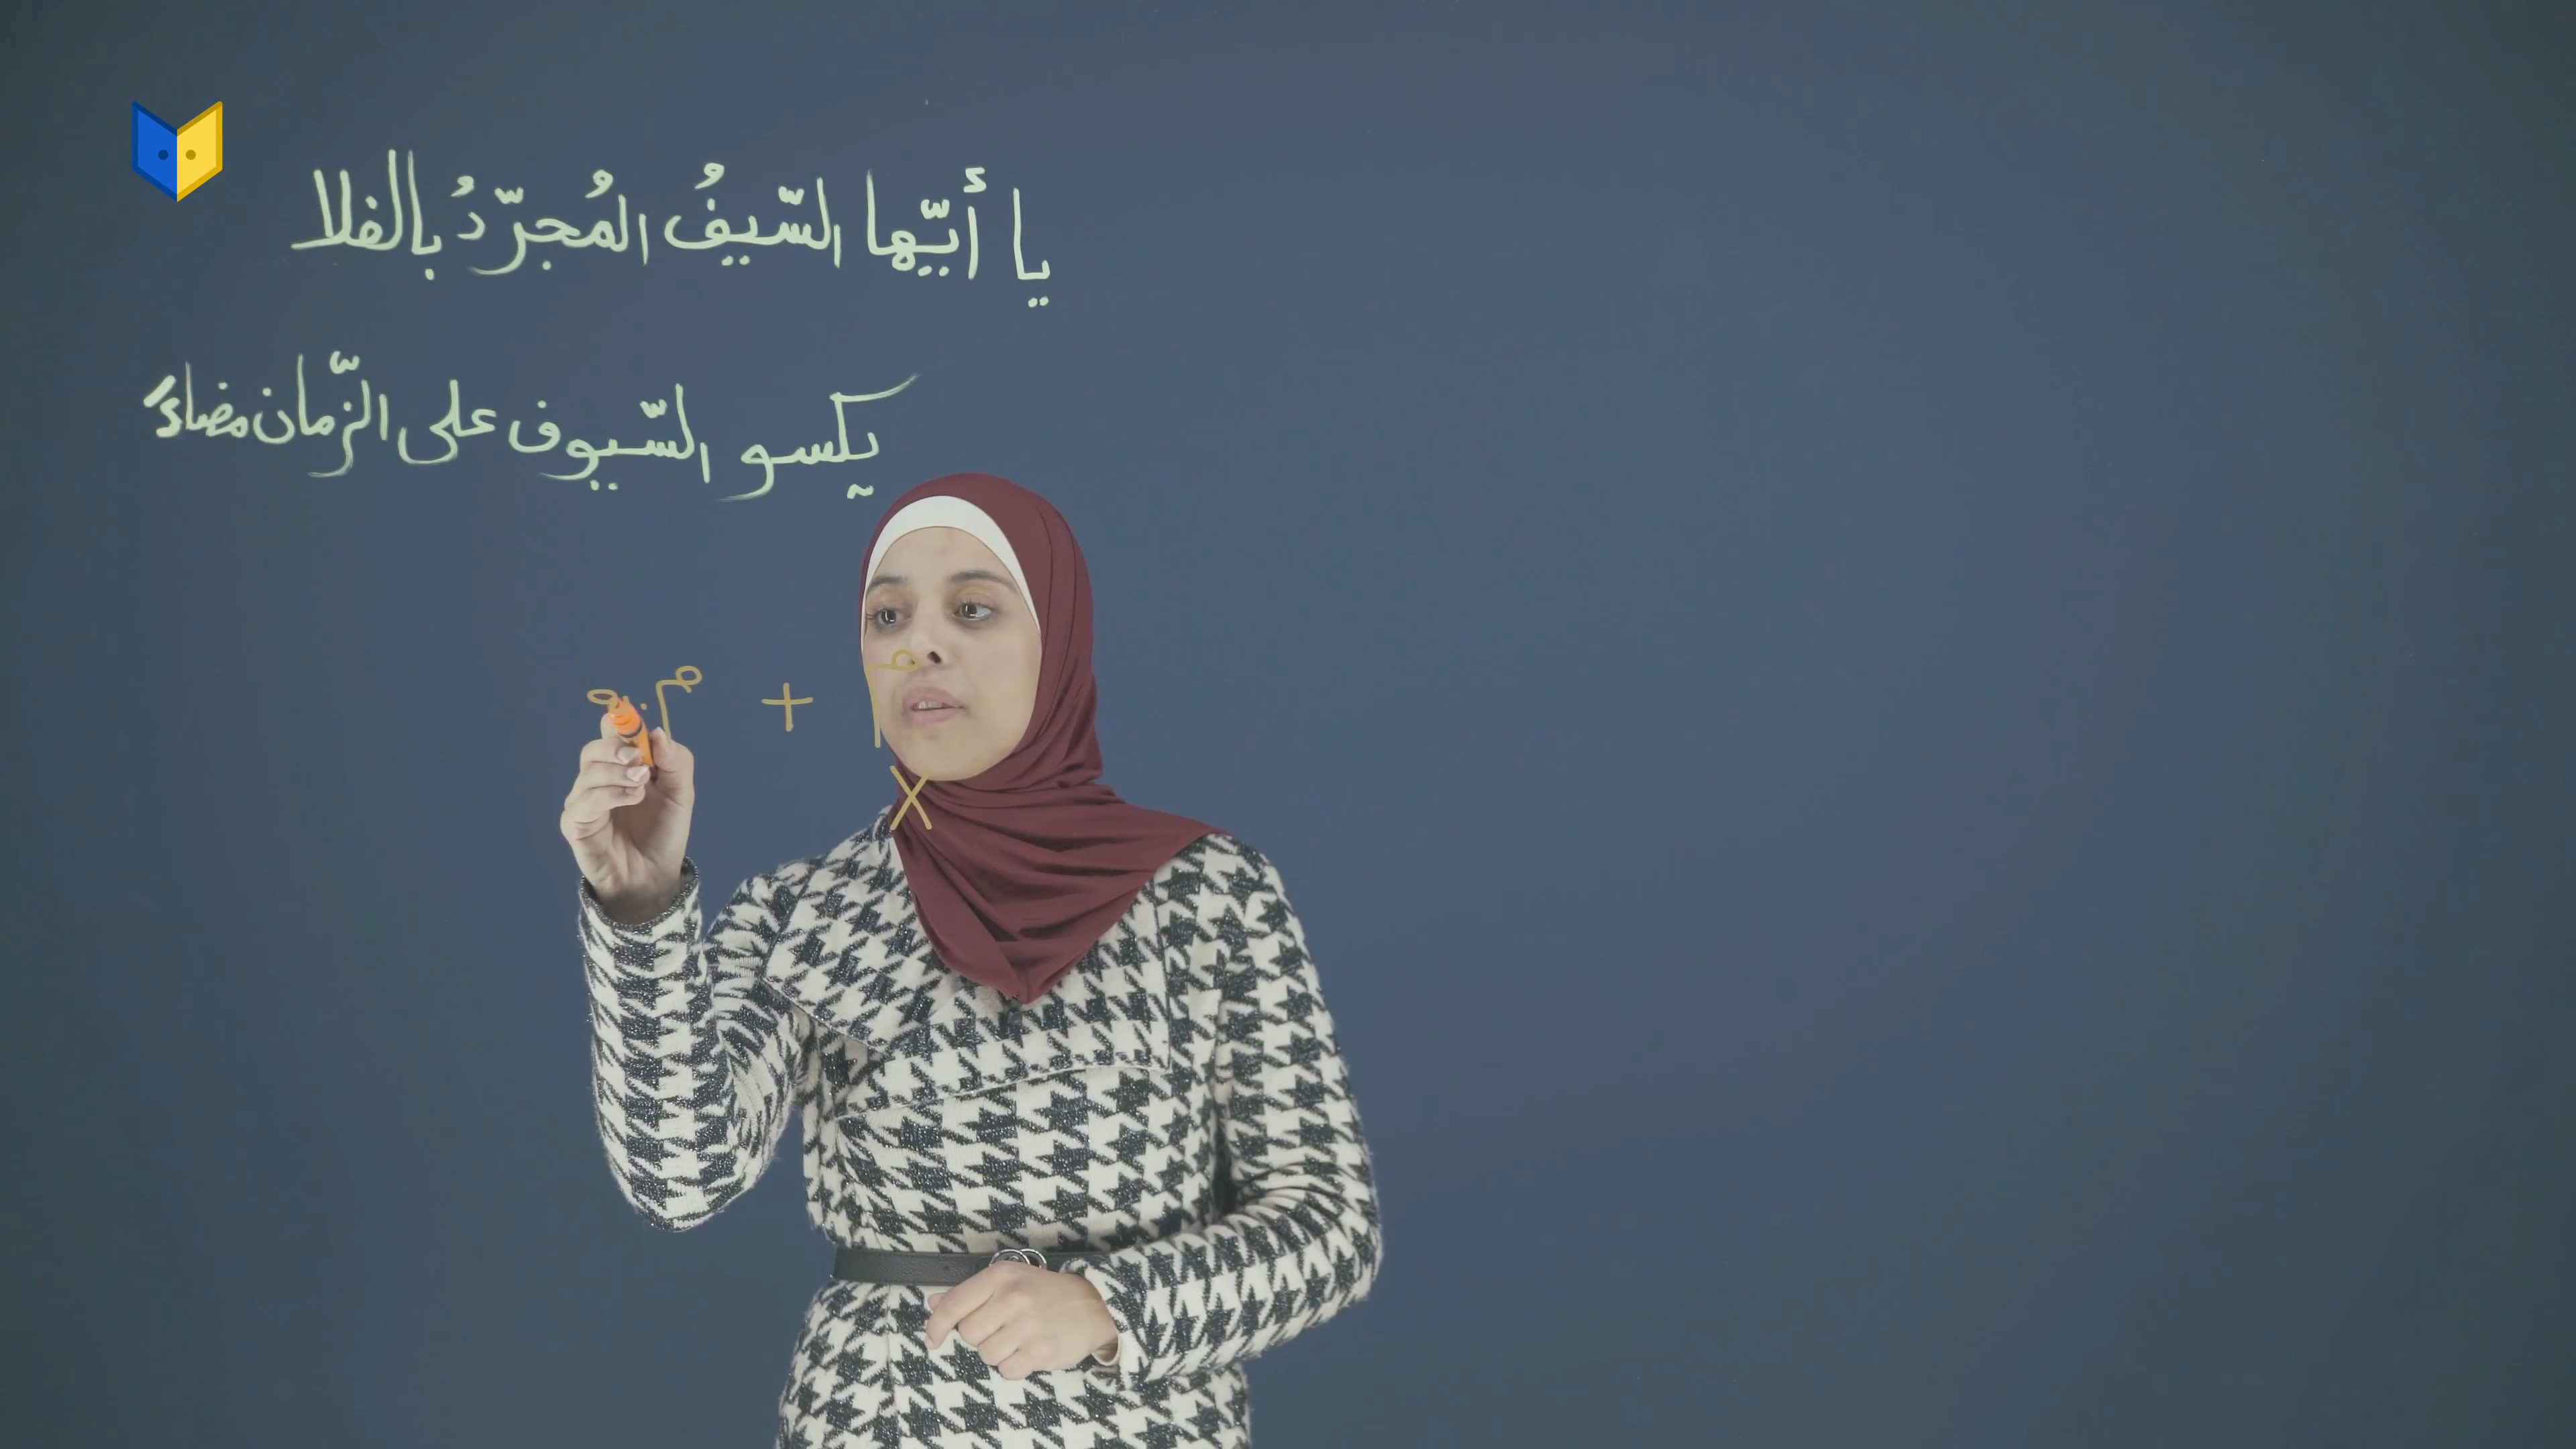 يا أيّها السّيفُ المُجرّدُ بالفلا
يكسو السّيوف على الزّمان مضاءً
م + م . م
X